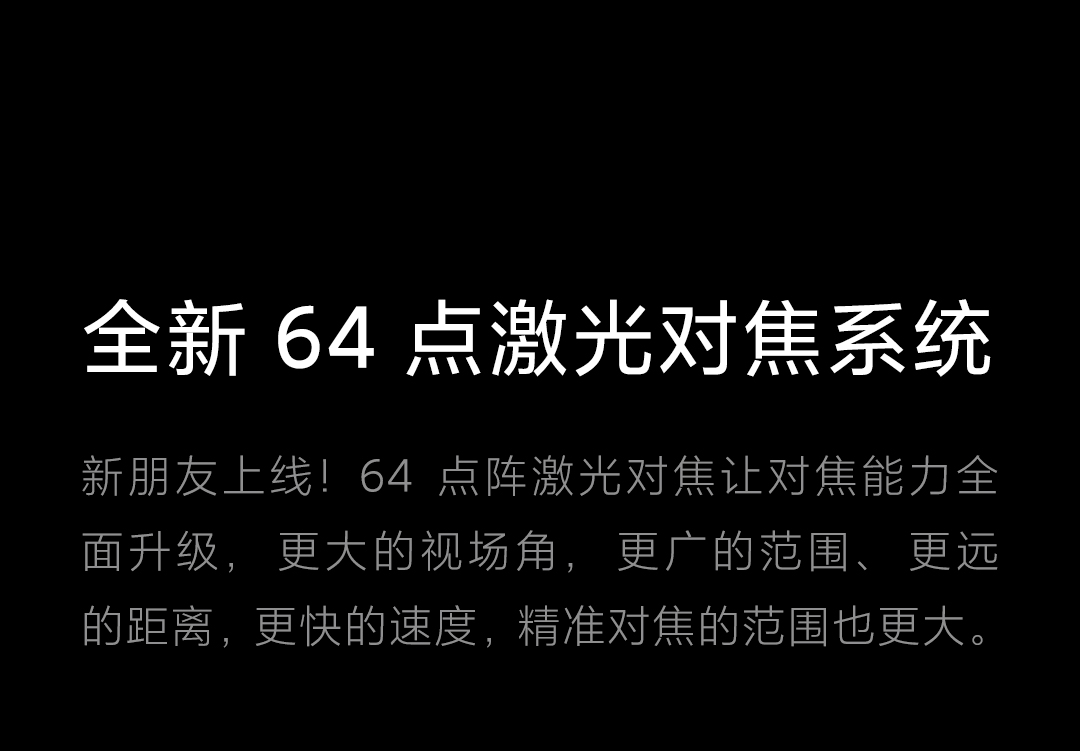 全新 64 点激光对焦系统
新朋友上线！64 点阵激光对焦让对焦能力全
面升级，更大的视场角，更广的范围、更远
的距离，更快的速度，精准对焦的范围也更大。